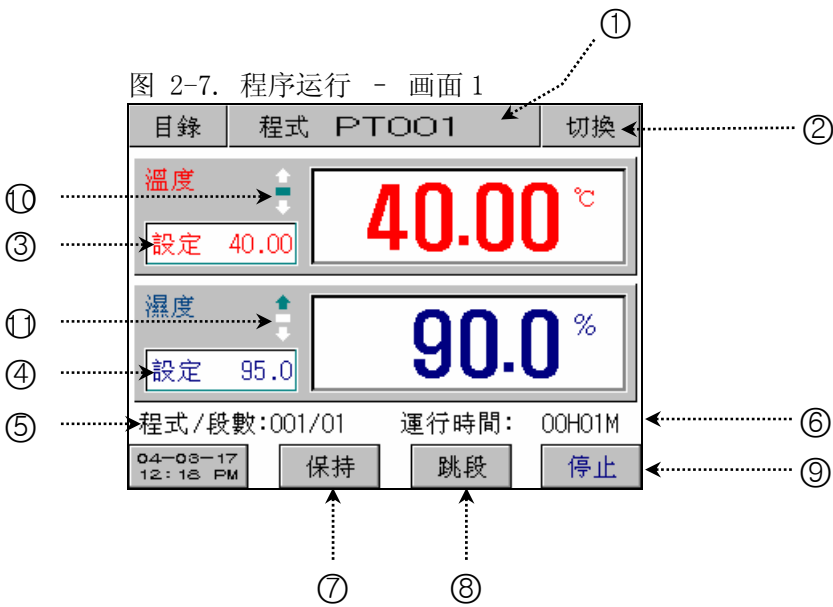 ①
图 2-7. 程序运行 - 画面1
目錄 程式 PT001 切換 ②
溫度 40.00 ℃
⑩
③ 設定 40.00
濕度 90.0 %
⑪
④ 設定 95.0
⑤ 程式/段數:001/01 運行時間: 00H01M ⑥
04-03-17
12:18 PM
保持 跳段 停止 ⑨
⑦ ⑧